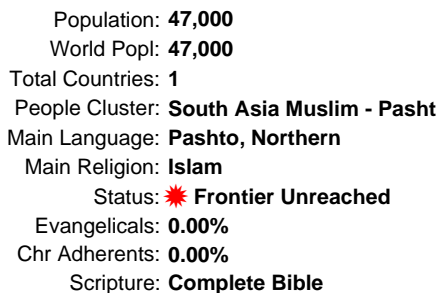 Population: 47,000
World Popl: 47,000
Total Countries: 1
People Cluster: South Asia Muslim - Pasht
Main Language: Pashto, Northern
Main Religion: Islam
Status: Frontier Unreached
Evangelicals: 0.00%
Chr Adherents: 0.00%
Scripture: Complete Bible